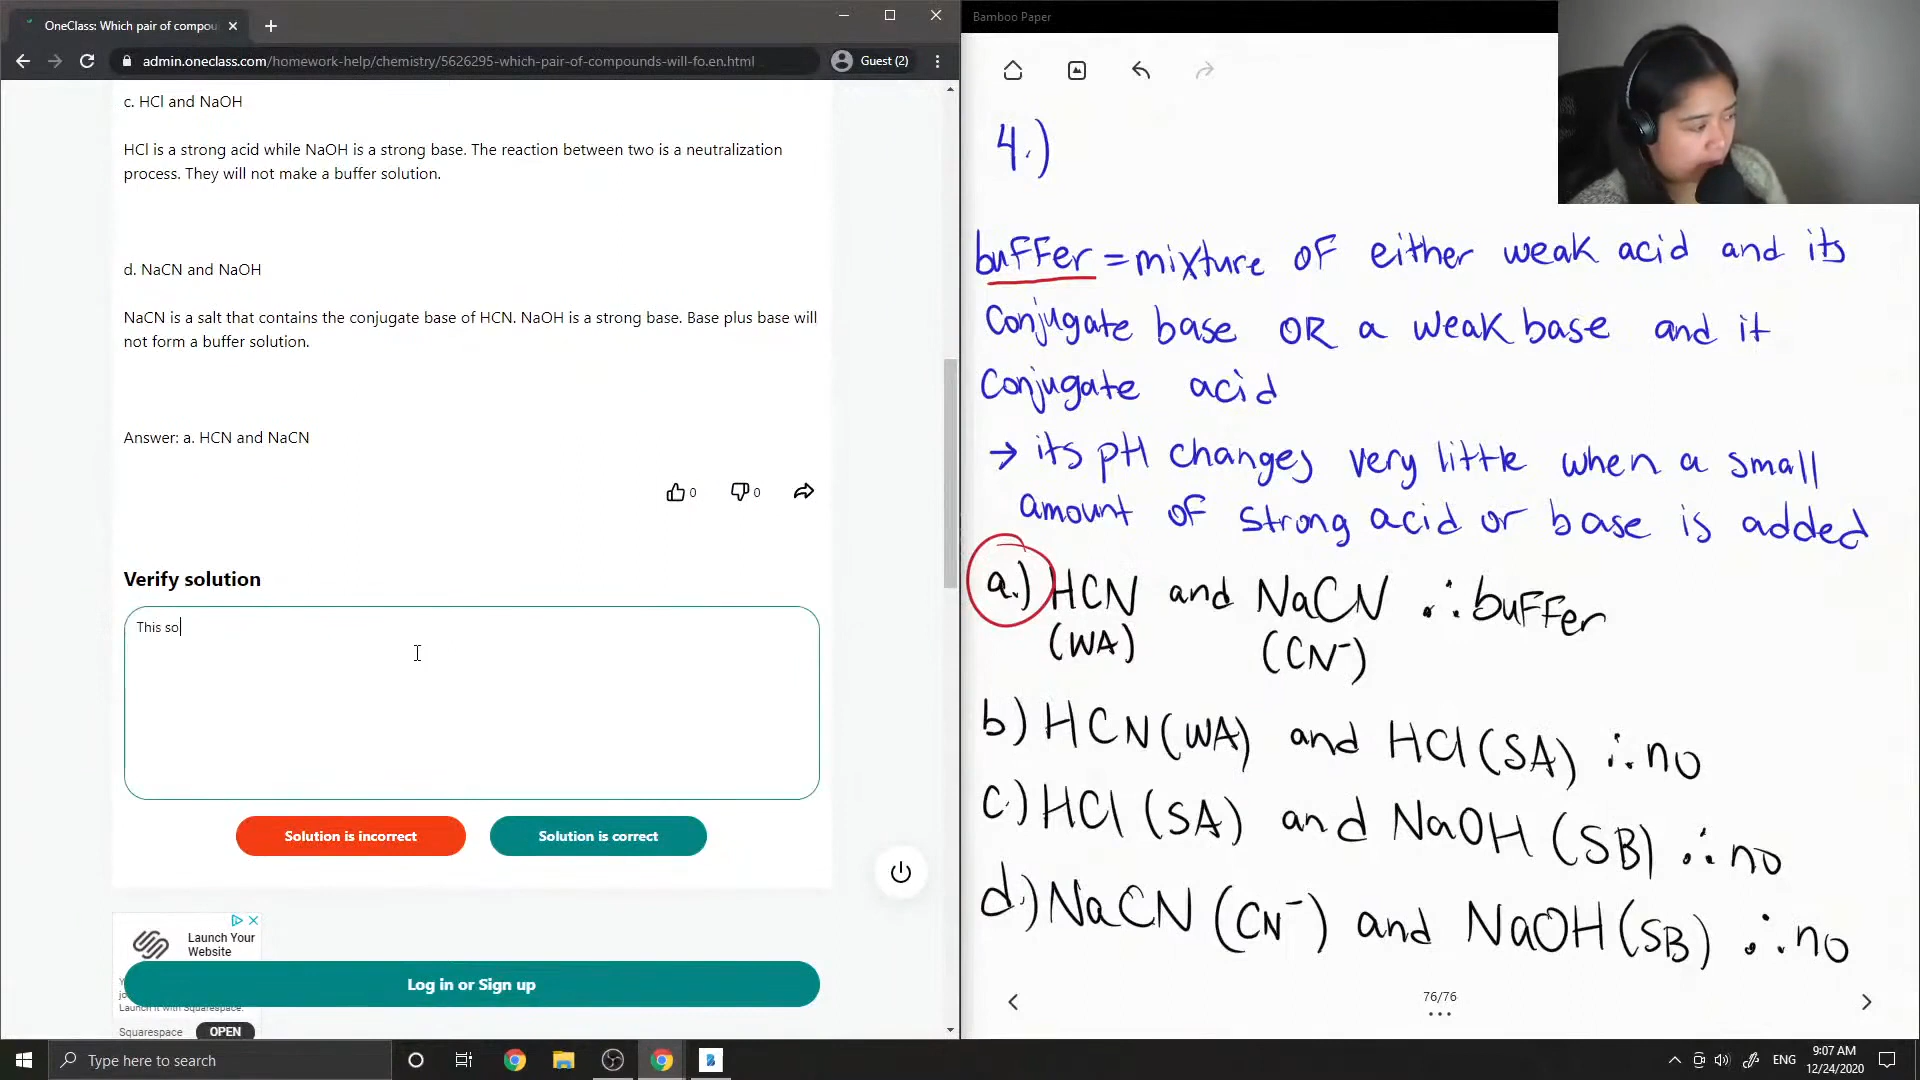 OneClass: Which pair of compou
Bamboo Paper
admin.oneclass.com/homework-help/chemistry/5626295-which-pair-of-compounds-will-fo.en.html
Guest (2)
c. HCl and NaOH
HCl is a strong acid while NaOH is a strong base. The reaction between two is a neutralization
process. They will not make a buffer solution.
d. NaCN and NaOH
NaCN is a salt that contains the conjugate base of HCN. NaOH is a strong base. Base plus base will
not form a buffer solution.
Answer: a. HCN and NaCN
0
0
Verify solution
This so
Solution is incorrect
Solution is correct
Launch Your
Website
Launch it with Squarespace.
Squarespace
OPEN
Log in or Sign up
4.)
buffer = mixture of either weak acid and its
conjugate base OR a weak base and it
conjugate acid
→ its pH changes very little when a small
amount of strong acid or base is added
a.) HCN and NaCN ∴ buffer
(WA) (CN⁻)
b) HCN (WA) and HCl (SA) ∴ no
c) HCl (SA) and NaOH (SB) ∴ no
d.) NaCN (CN⁻) and NaOH (SB) ∴ no
76/76
Type here to search
ENG
9:07 AM
12/24/2020